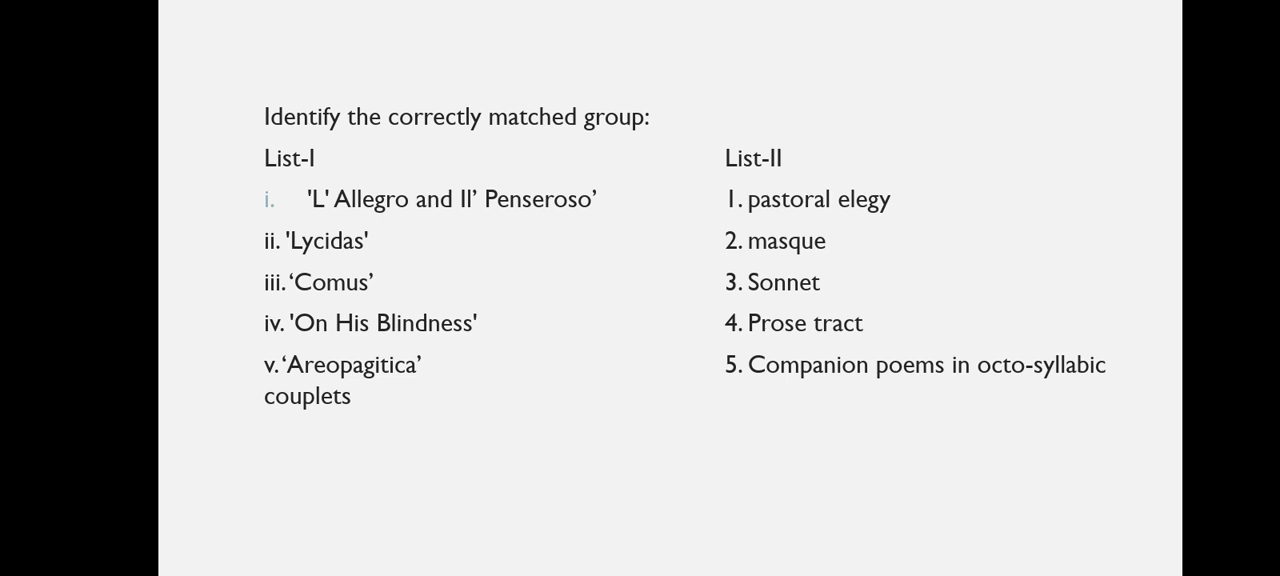 Identify the correctly matched group:
List-I List-II
i. 'L' Allegro and Il’ Penseroso’ 1. pastoral elegy
ii. 'Lycidas' 2. masque
iii. ‘Comus’ 3. Sonnet
iv. 'On His Blindness' 4. Prose tract
v. ‘Areopagitica’ 5. Companion poems in octo-syllabic
couplets